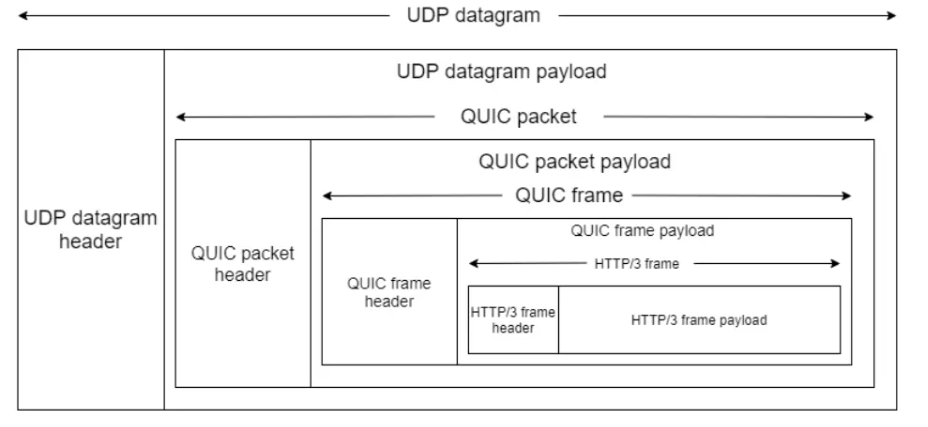 UDP datagram
UDP datagram payload
QUIC packet
QUIC packet payload
QUIC frame
UDP datagram
header
QUIC packet
header
QUIC frame
header
QUIC frame payload
HTTP/3 frame
HTTP/3 frame
header
HTTP/3 frame payload